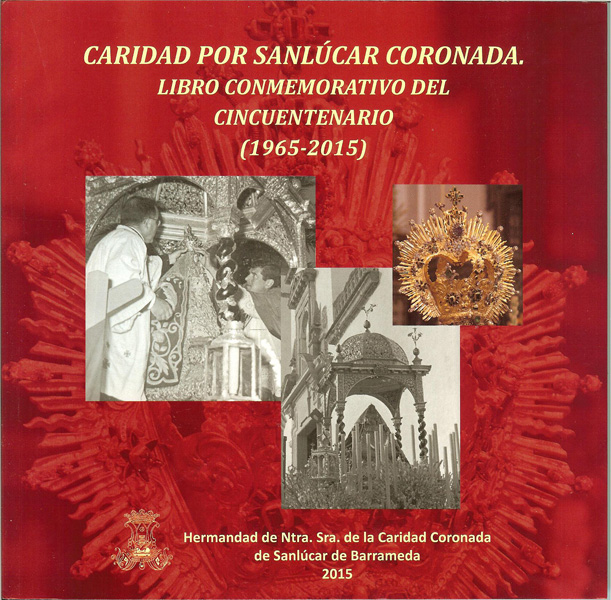 CARIDAD POR SANLÚCAR CORONADA.
LIBRO CONMEMORATIVO DEL
CINCUENTENARIO
(1965-2015)
Hermandad de Ntra. Sra. de la Caridad Coronada
de Sanlúcar de Barrameda
2015